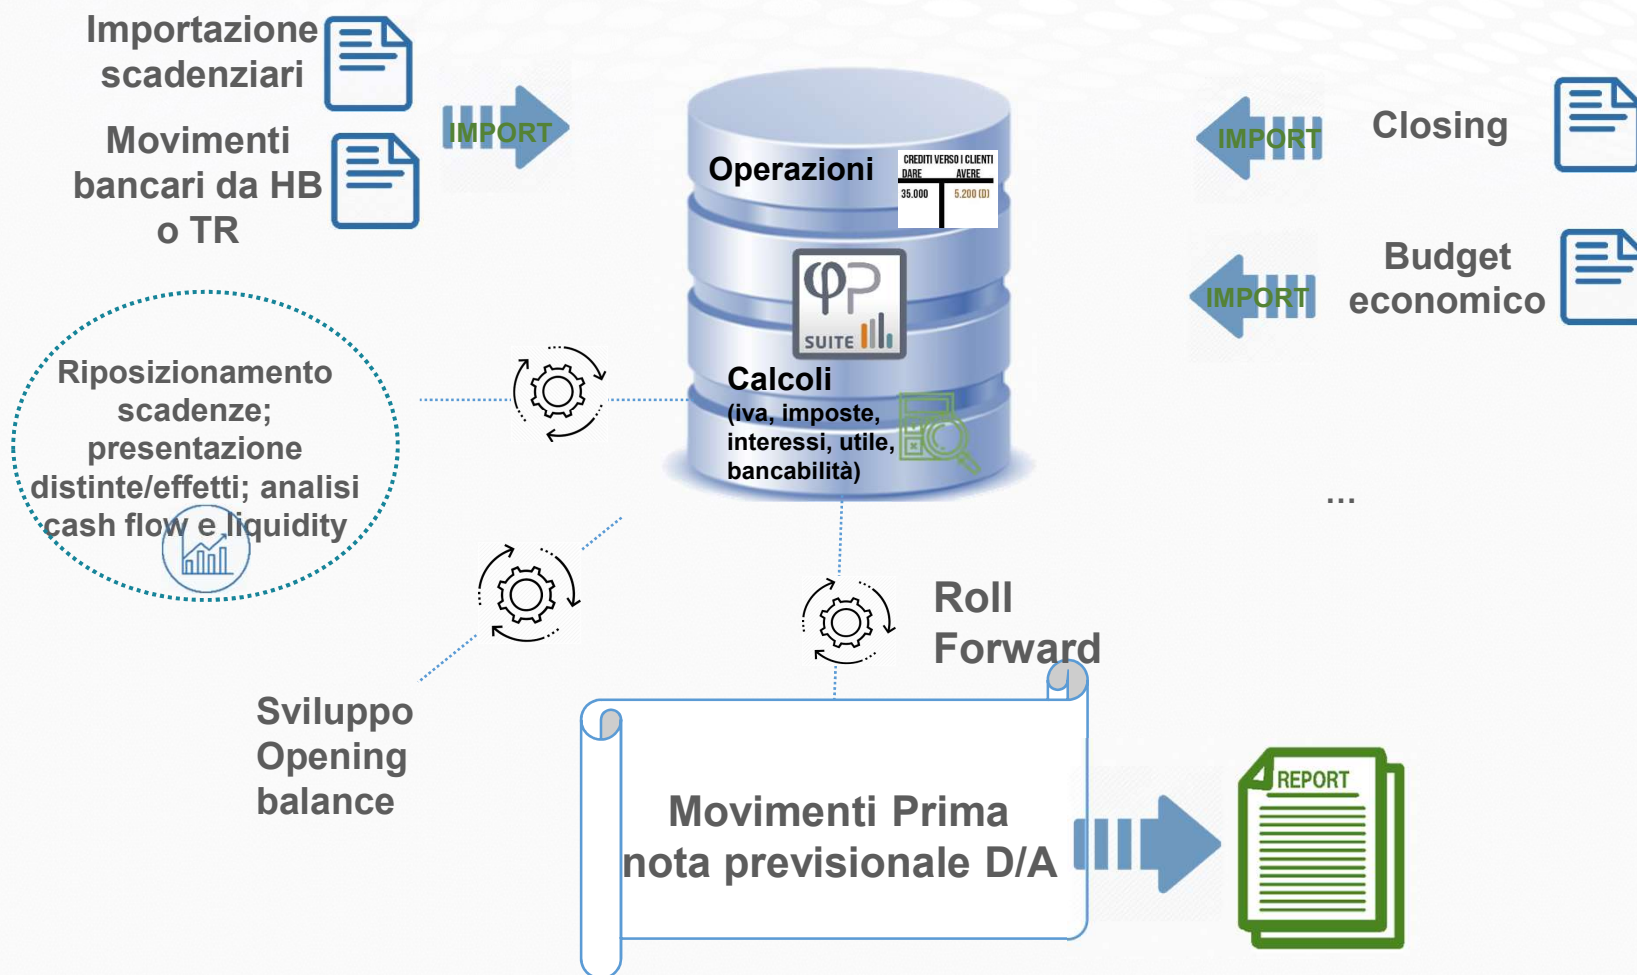 Importazione
scadenziari
Movimenti
bancari da HB
o TR
IMPORT
Operazioni
CREDITI VERSO I CLIENTI
DARE AVERE
35.000 5.200 (D)
φP
SUITE
Calcoli
(iva, imposte,
interessi, utile,
bancabilità)
IMPORT
Closing
IMPORT
Budget
economico
...
Riposizionamento
scadenze;
presentazione
distinte/effetti; analisi
cash flow e liquidity
Sviluppo
Opening
balance
Roll
Forward
Movimenti Prima
nota previsionale D/A
REPORT